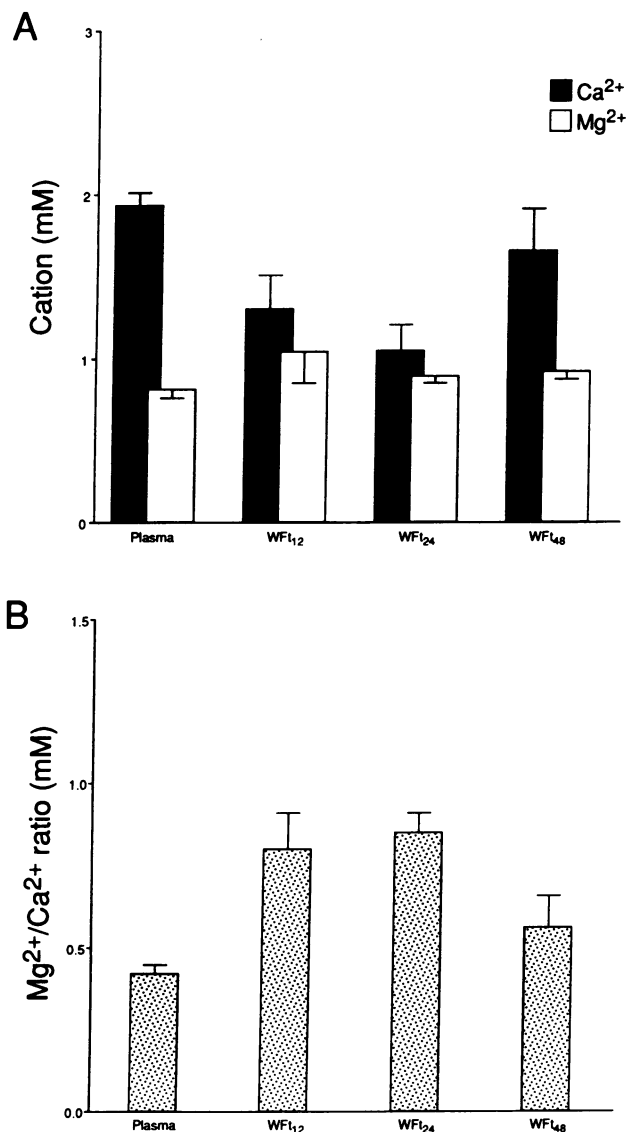 A
3
Ca2+
Mg2+
2
Cation (mM)
1
0
Plasma WFt12 WFt24 WFt48
B
1.5
1.0
Mg2+/Ca2+ ratio (mM)
0.5
0.0
Plasma WFt12 WFt24 WFt48